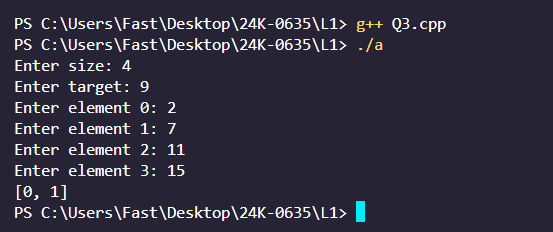 PS C:\Users\Fast\Desktop\24K-0635\L1> g++ Q3.cpp
PS C:\Users\Fast\Desktop\24K-0635\L1> ./a
Enter size: 4
Enter target: 9
Enter element 0: 2
Enter element 1: 7
Enter element 2: 11
Enter element 3: 15
[0, 1]
PS C:\Users\Fast\Desktop\24K-0635\L1>